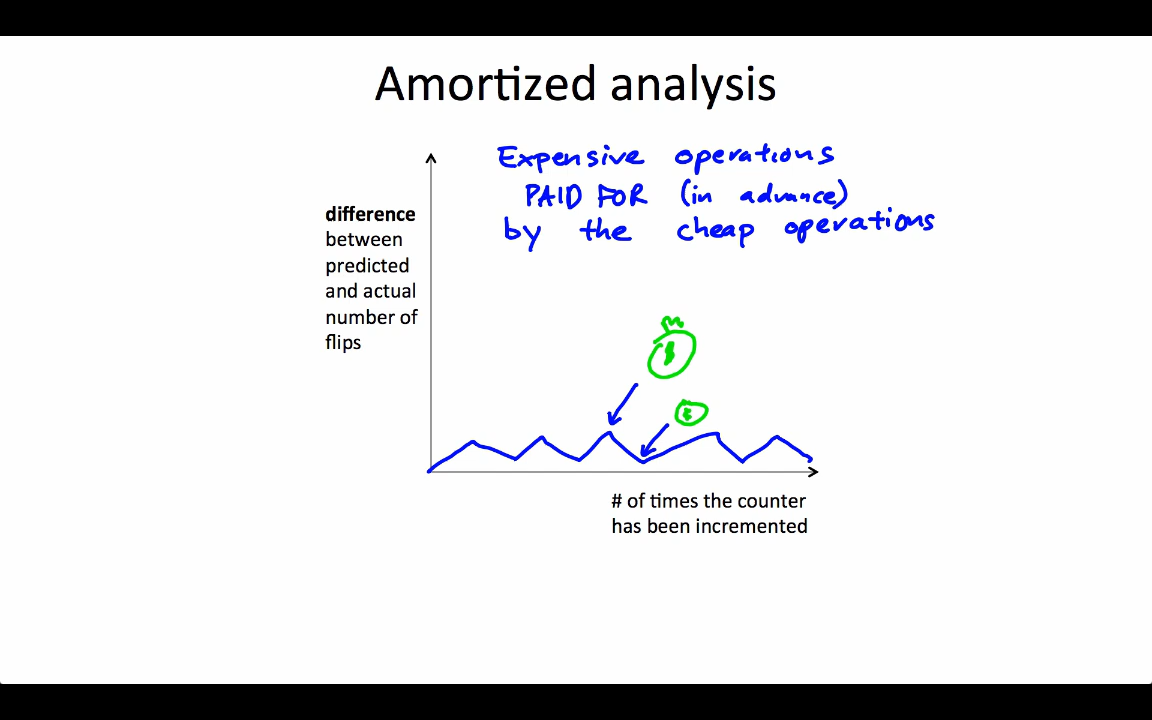 Amortized analysis
Expensive operations
PAID FOR (in advance)
by the cheap operations
difference
between
predicted
and actual
number of
flips
$
$
# of times the counter
has been incremented